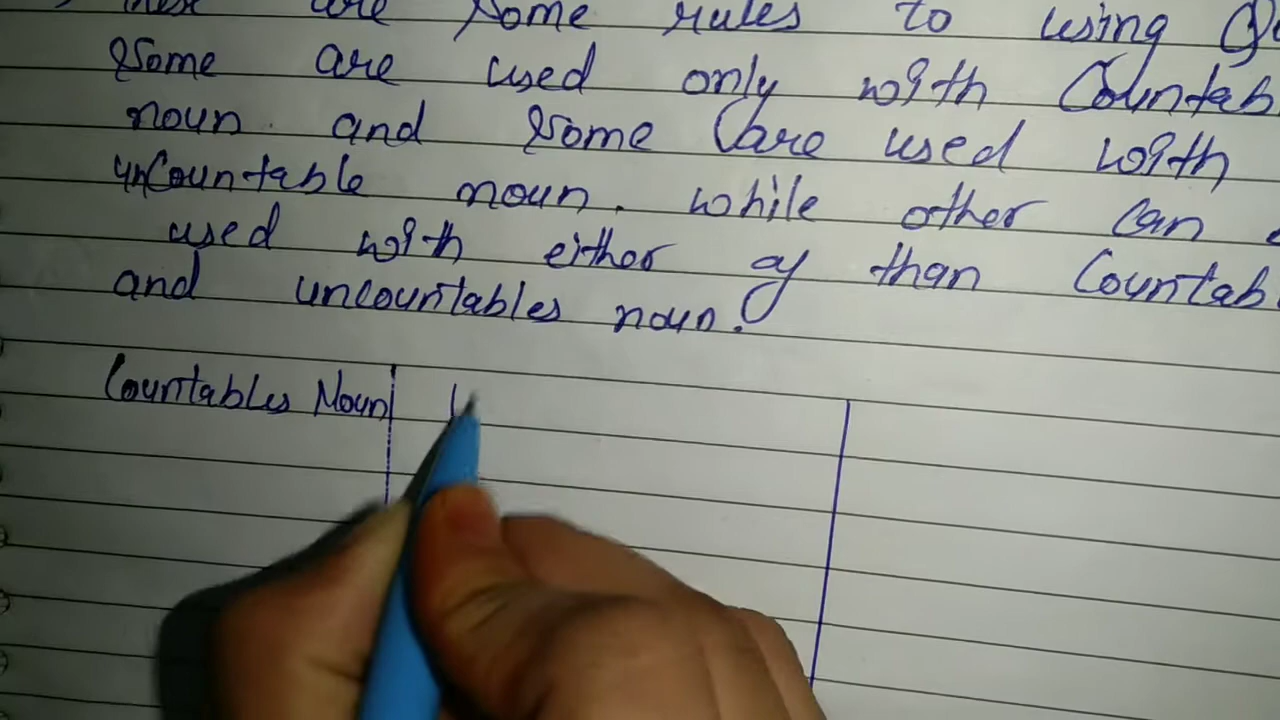 are some rules to using
Some are used only with Countab
noun. and some are used with
uncountable noun. while other can
used with either of than Countab
and uncountables noun.
Countables Noun